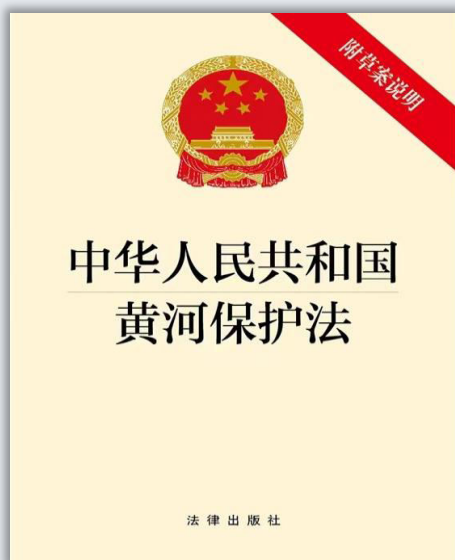 附草案说明
中华人民共和国
黄河保护法
法律出版社